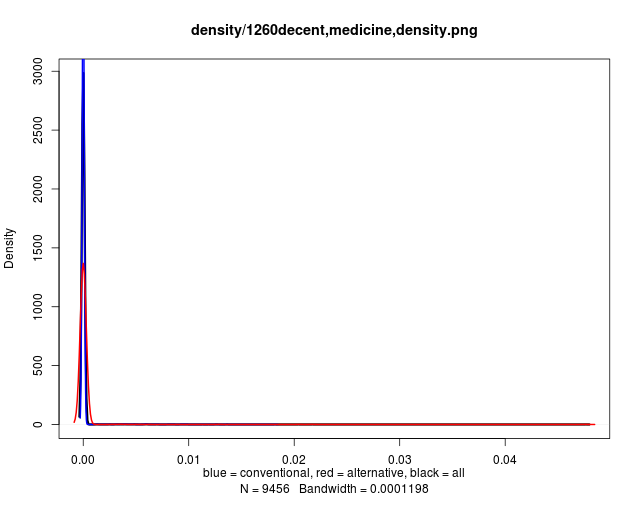 density/1260decent,medicine,density.png
3000
2500
2000
1500
1000
500
0
Density
0.00 0.01 0.02 0.03 0.04
blue = conventional, red = alternative, black = all
N = 9456 Bandwidth = 0.0001198